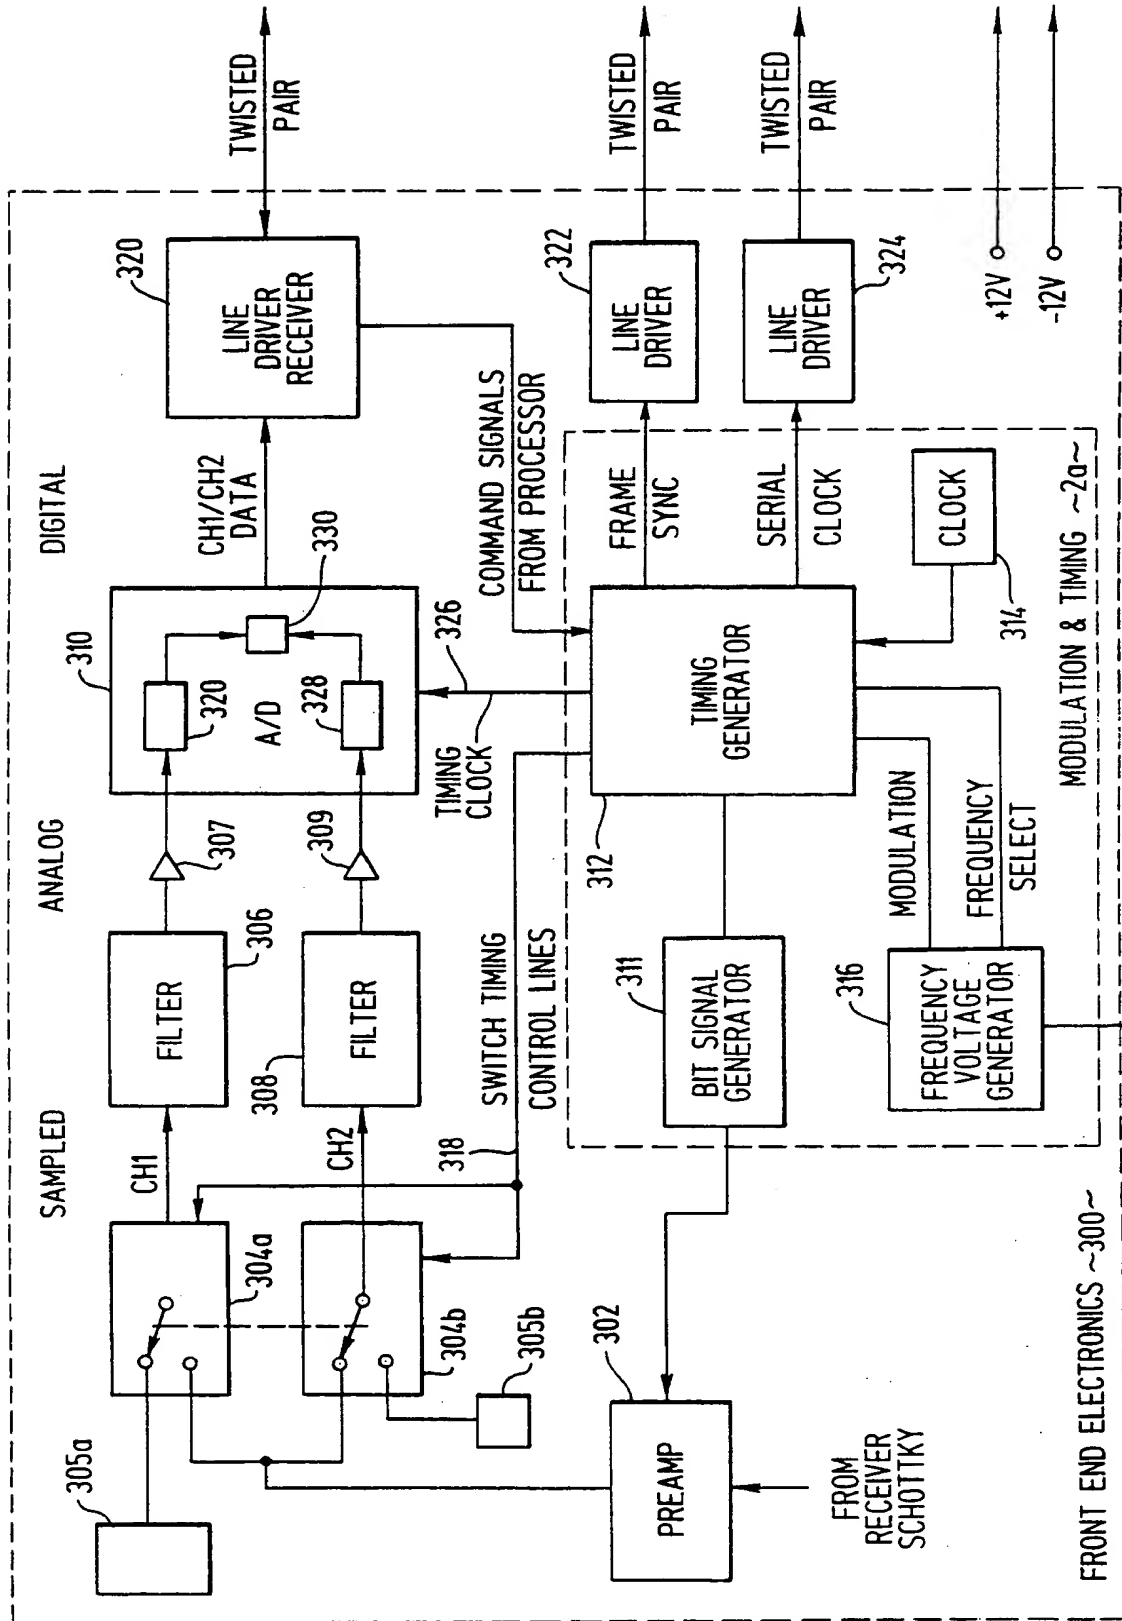 SAMPLED
ANALOG
DIGITAL
305a
304a
CH1
FILTER
306
307
310
320
A/D
330
CH1/CH2
DATA
320
LINE
DRIVER
RECEIVER
TWISTED
PAIR
304b
305b
CH2
308
FILTER
309
328
318
SWITCH TIMING
CONTROL LINES
TIMING
CLOCK
326
COMMAND SIGNALS
FROM PROCESSOR
302
PREAMP
FROM
RECEIVER
SCHOTTKY
311
BIT SIGNAL
GENERATOR
312
TIMING
GENERATOR
FRAME
SYNC
322
LINE
DRIVER
TWISTED
PAIR
SERIAL
CLOCK
324
LINE
DRIVER
TWISTED
PAIR
316
FREQUENCY
VOLTAGE
GENERATOR
MODULATION
FREQUENCY
SELECT
314
CLOCK
MODULATION & TIMING ~2a~
+12V
-12V
FRONT END ELECTRONICS ~300~